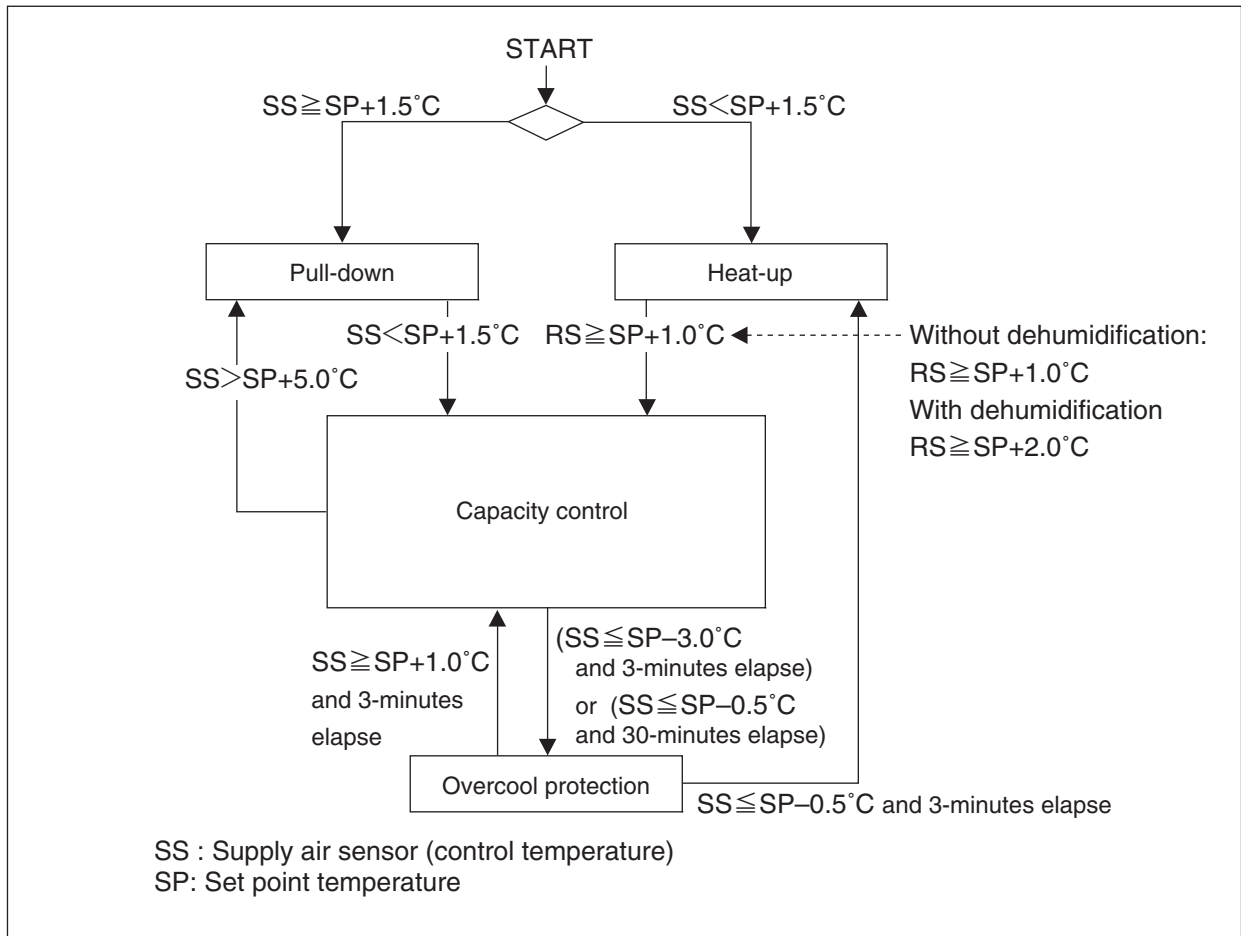 START
SS≧SP+1.5˚C
SS<SP+1.5˚C
Pull-down
Heat-up
SS<SP+1.5˚C
RS≧SP+1.0˚C
Without dehumidification:
RS≧SP+1.0˚C
With dehumidification
RS≧SP+2.0˚C
SS>SP+5.0˚C
Capacity control
SS≧SP+1.0˚C
and 3-minutes
elapse
(SS≦SP–3.0˚C
and 3-minutes elapse)
or (SS≦SP–0.5˚C
and 30-minutes elapse)
Overcool protection
SS≦SP–0.5˚C and 3-minutes elapse
SS : Supply air sensor (control temperature)
SP: Set point temperature